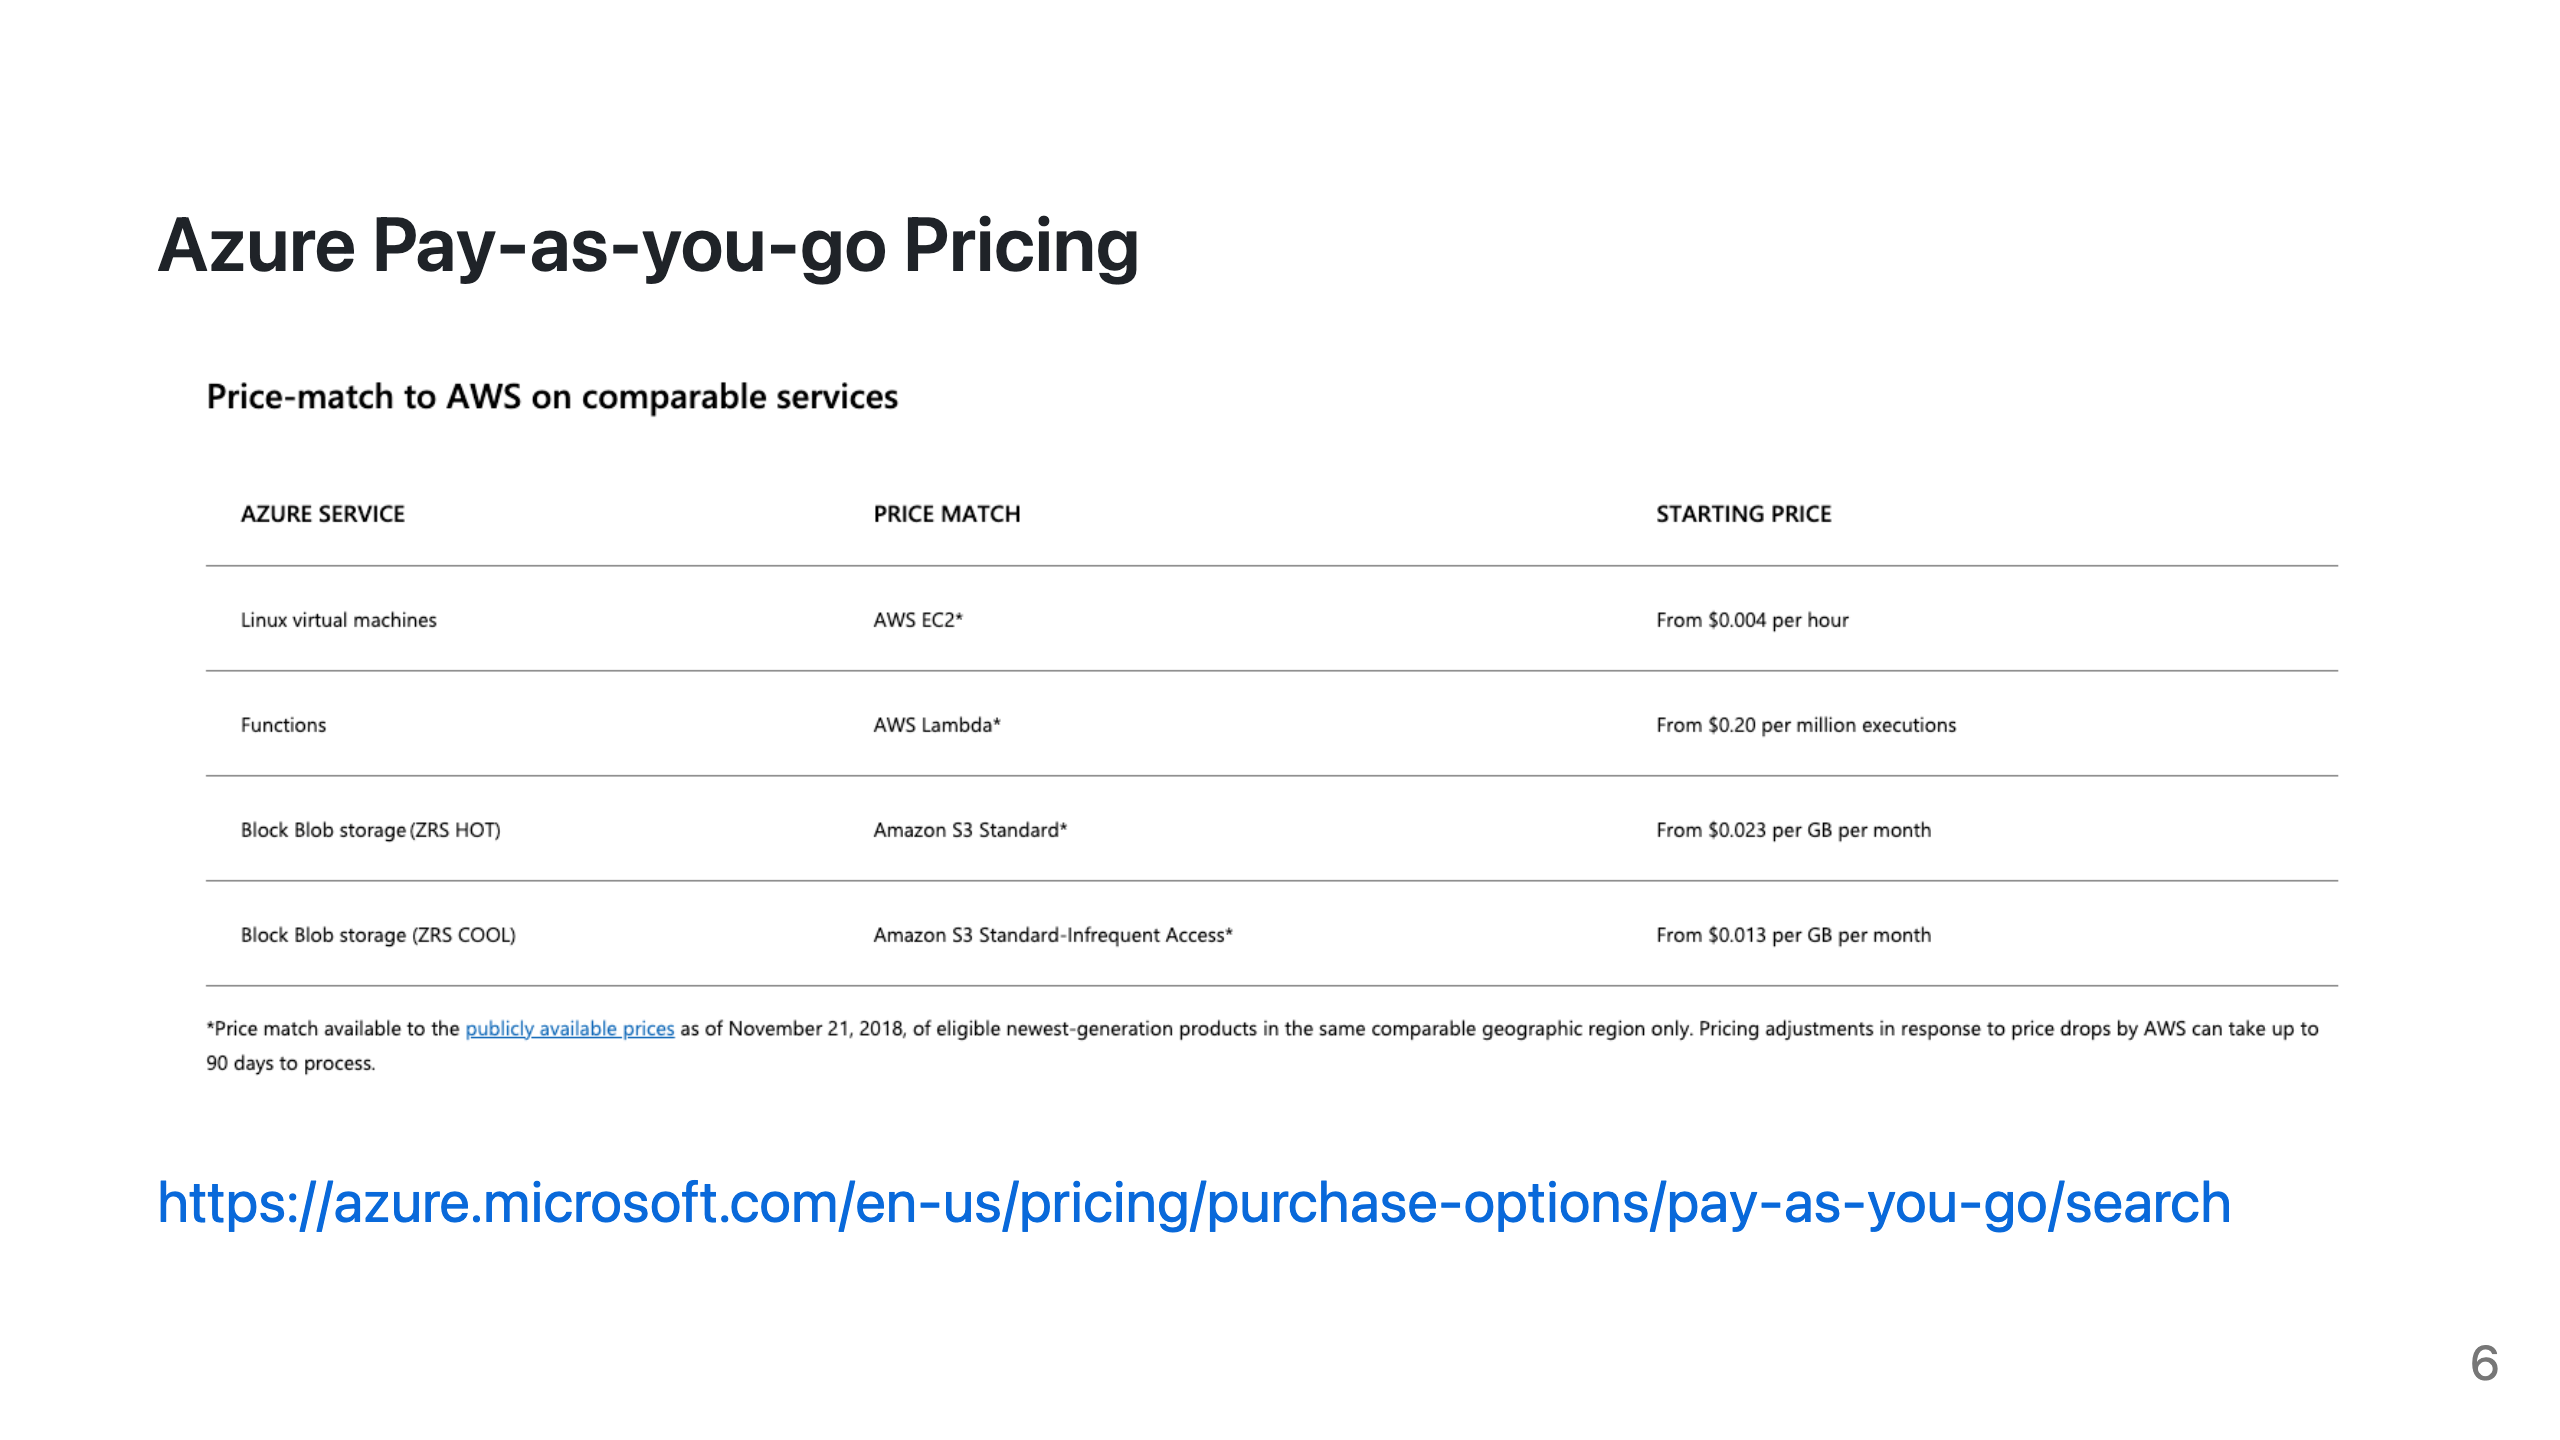 Azure Pay-as-you-go Pricing
Price-match to AWS on comparable services
AZURE SERVICE PRICE MATCH STARTING PRICE
Linux virtual machines AWS EC2* From $0.004 per hour
Functions AWS Lambda* From $0.20 per million executions
Block Blob storage (ZRS HOT) Amazon S3 Standard* From $0.023 per GB per month
Block Blob storage (ZRS COOL) Amazon S3 Standard-Infrequent Access* From $0.013 per GB per month
*Price match available to the publicly available prices as of November 21, 2018, of eligible newest-generation products in the same comparable geographic region only. Pricing adjustments in response to price drops by AWS can take up to
90 days to process.
https://azure.microsoft.com/en-us/pricing/purchase-options/pay-as-you-go/search
6